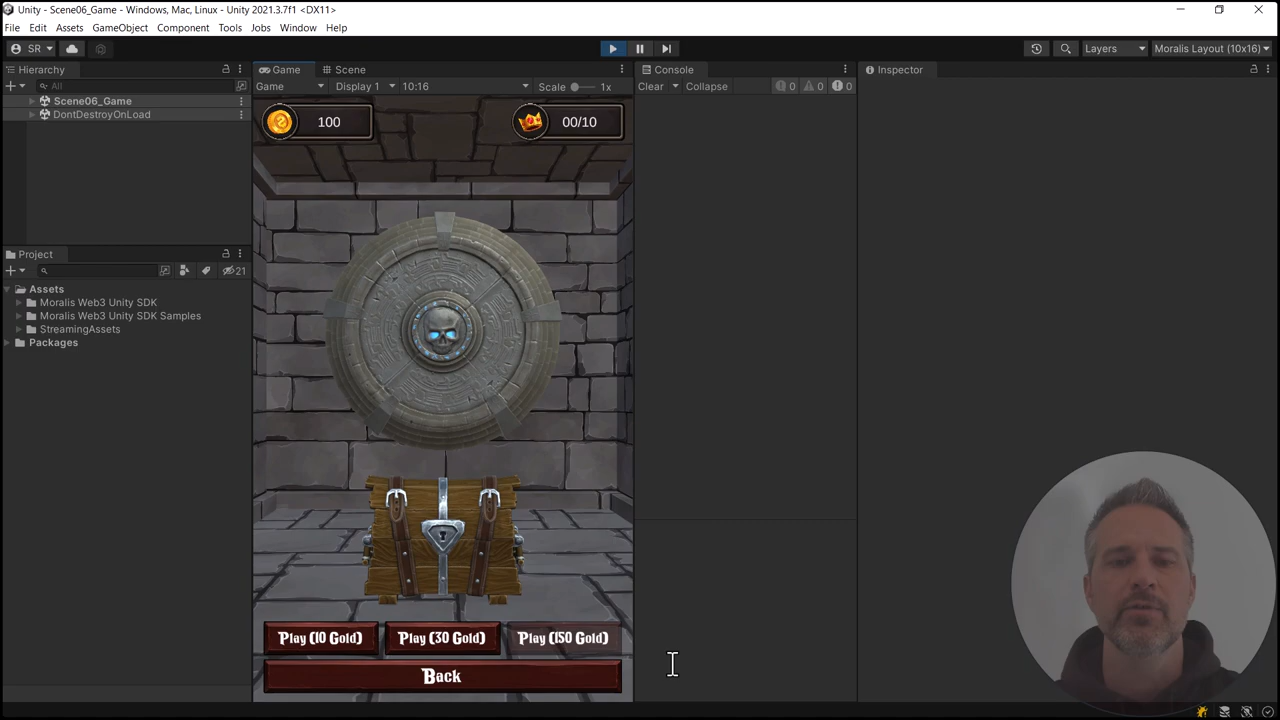 Unity - Scene06_Game - Windows, Mac, Linux - Unity 2021.3.7f1 <DX11>
File Edit Assets GameObject Component Tools Jobs Window Help
SR Layers Moralis Layout (10x16)
Hierarchy Game Scene Console Inspector
All Game Display 1 10:16 Scale 1x Clear Collapse 0 0 0
Scene06_Game
DontDestroyOnLoad
100 00/10
Project
21
Assets
Moralis Web3 Unity SDK
Moralis Web3 Unity SDK Samples
StreamingAssets
Packages
Play (10 Gold) Play (30 Gold) Play (150 Gold)
Back